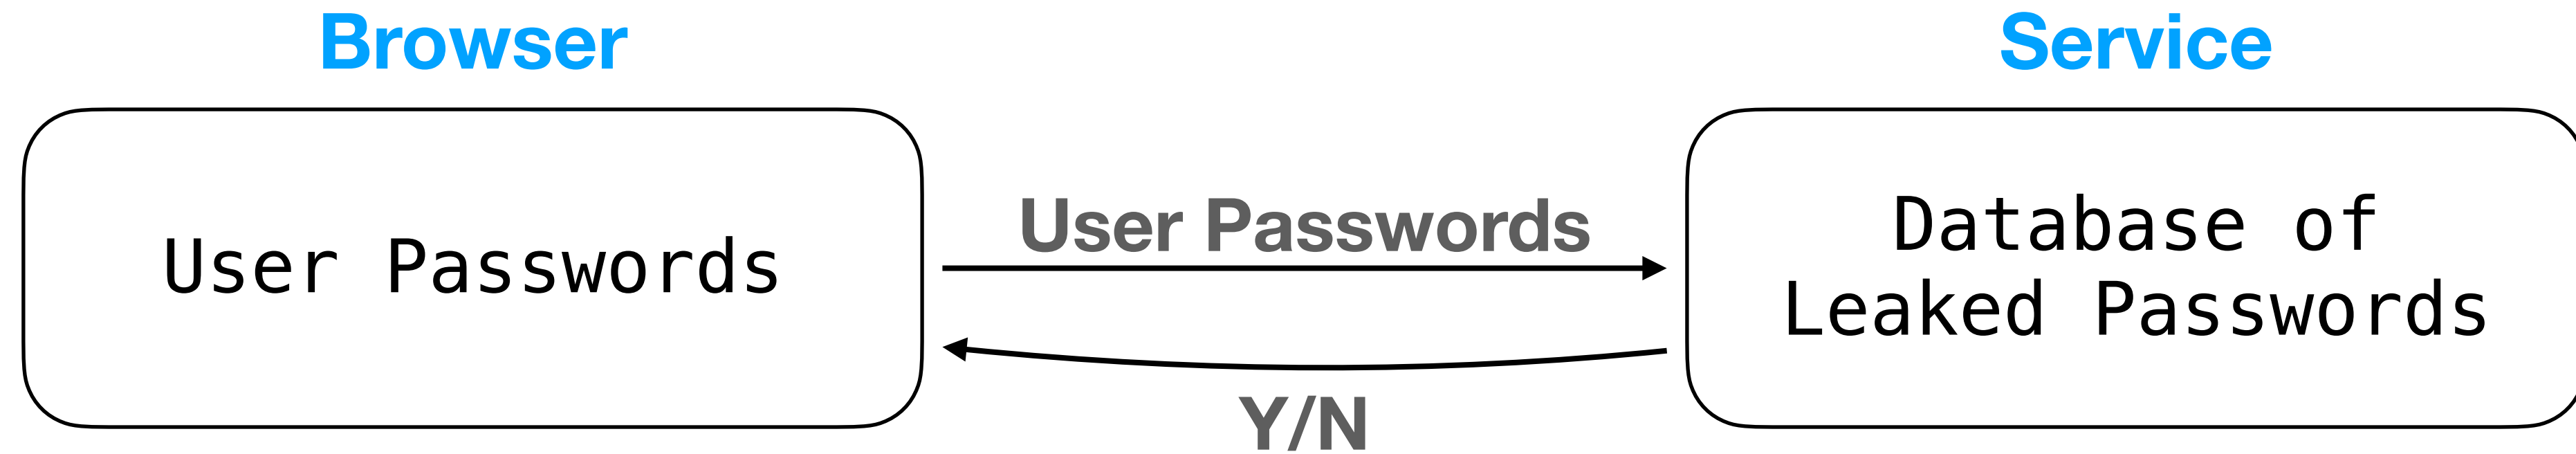 Browser
Service
User Passwords
User Passwords
Database of
Leaked Passwords
Y/N